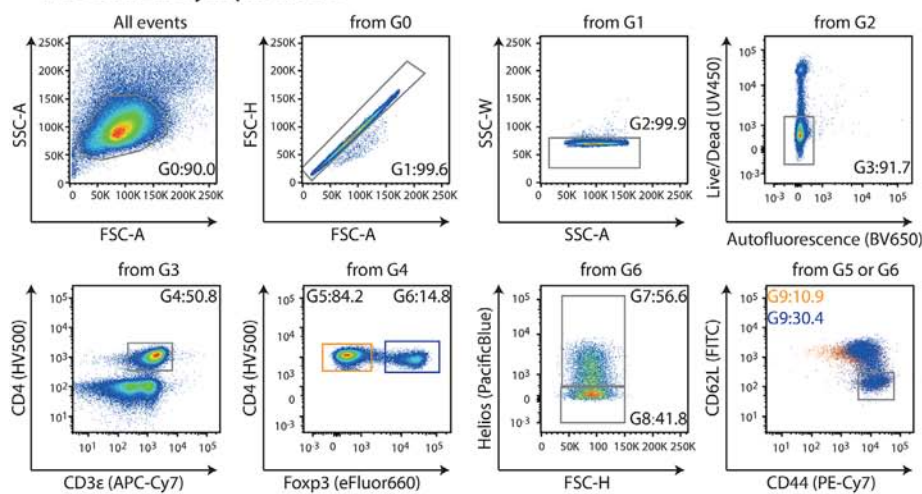 All events
from G0
from G1
from G2
SSC-A
250K
200K
150K
100K
50K
0
G0:90.0
0 50K 100K 150K 200K 250K
FSC-A
FSC-H
250K
200K
150K
100K
50K
0
G1:99.6
0 50K 100K 150K 200K 250K
FSC-A
SSC-W
250K
200K
150K
100K
50K
0
G2:99.9
0 50K 100K 150K 200K 250K
SSC-A
Live/Dead (UV450)
10⁵
10⁴
10³
0
10⁻³
G3:91.7
10⁻³ 0 10³ 10⁴ 10⁵
Autofluorescence (BV650)
from G3
from G4
from G6
from G5 or G6
CD4 (HV500)
10⁵
10⁴
10³
10²
10¹
G4:50.8
10¹ 10² 10³ 10⁴ 10⁵
CD3ε (APC-Cy7)
CD4 (HV500)
10⁵
10⁴
10³
0
10⁻³
G5:84.2 G6:14.8
10⁻³ 0 10³ 10⁴ 10⁵
Foxp3 (eFluor660)
Helios (PacificBlue)
10⁵
10⁴
10³
0
10⁻³
G7:56.6
G8:41.8
0 50K 100K 150K 200K 250K
FSC-H
CD62L (FITC)
10⁵
10⁴
10³
10²
10¹
G9:10.9
G9:30.4
10¹ 10² 10³ 10⁴ 10⁵
CD44 (PE-Cy7)